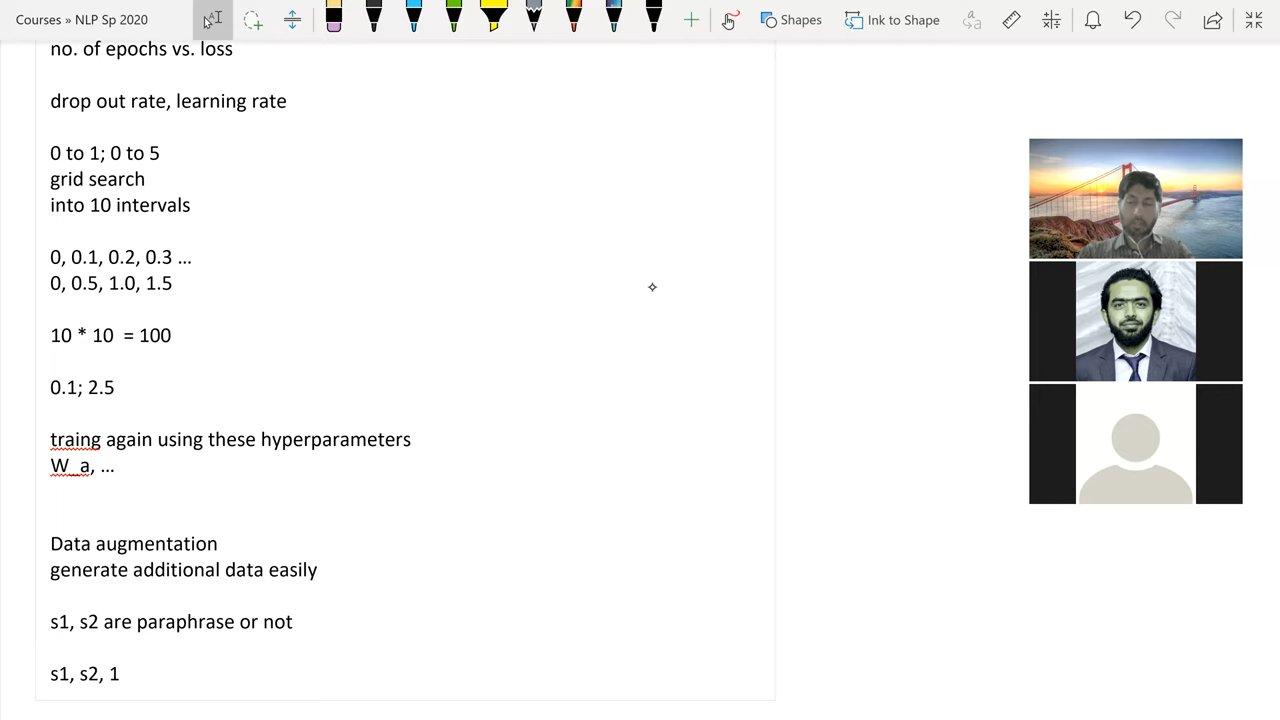 Courses » NLP Sp 2020
Shapes
Ink to Shape
no. of epochs vs. loss
drop out rate, learning rate
0 to 1; 0 to 5
grid search
into 10 intervals
0, 0.1, 0.2, 0.3 ...
0, 0.5, 1.0, 1.5
10 * 10 = 100
0.1; 2.5
traing again using these hyperparameters
W_a, ...
Data augmentation
generate additional data easily
s1, s2 are paraphrase or not
s1, s2, 1